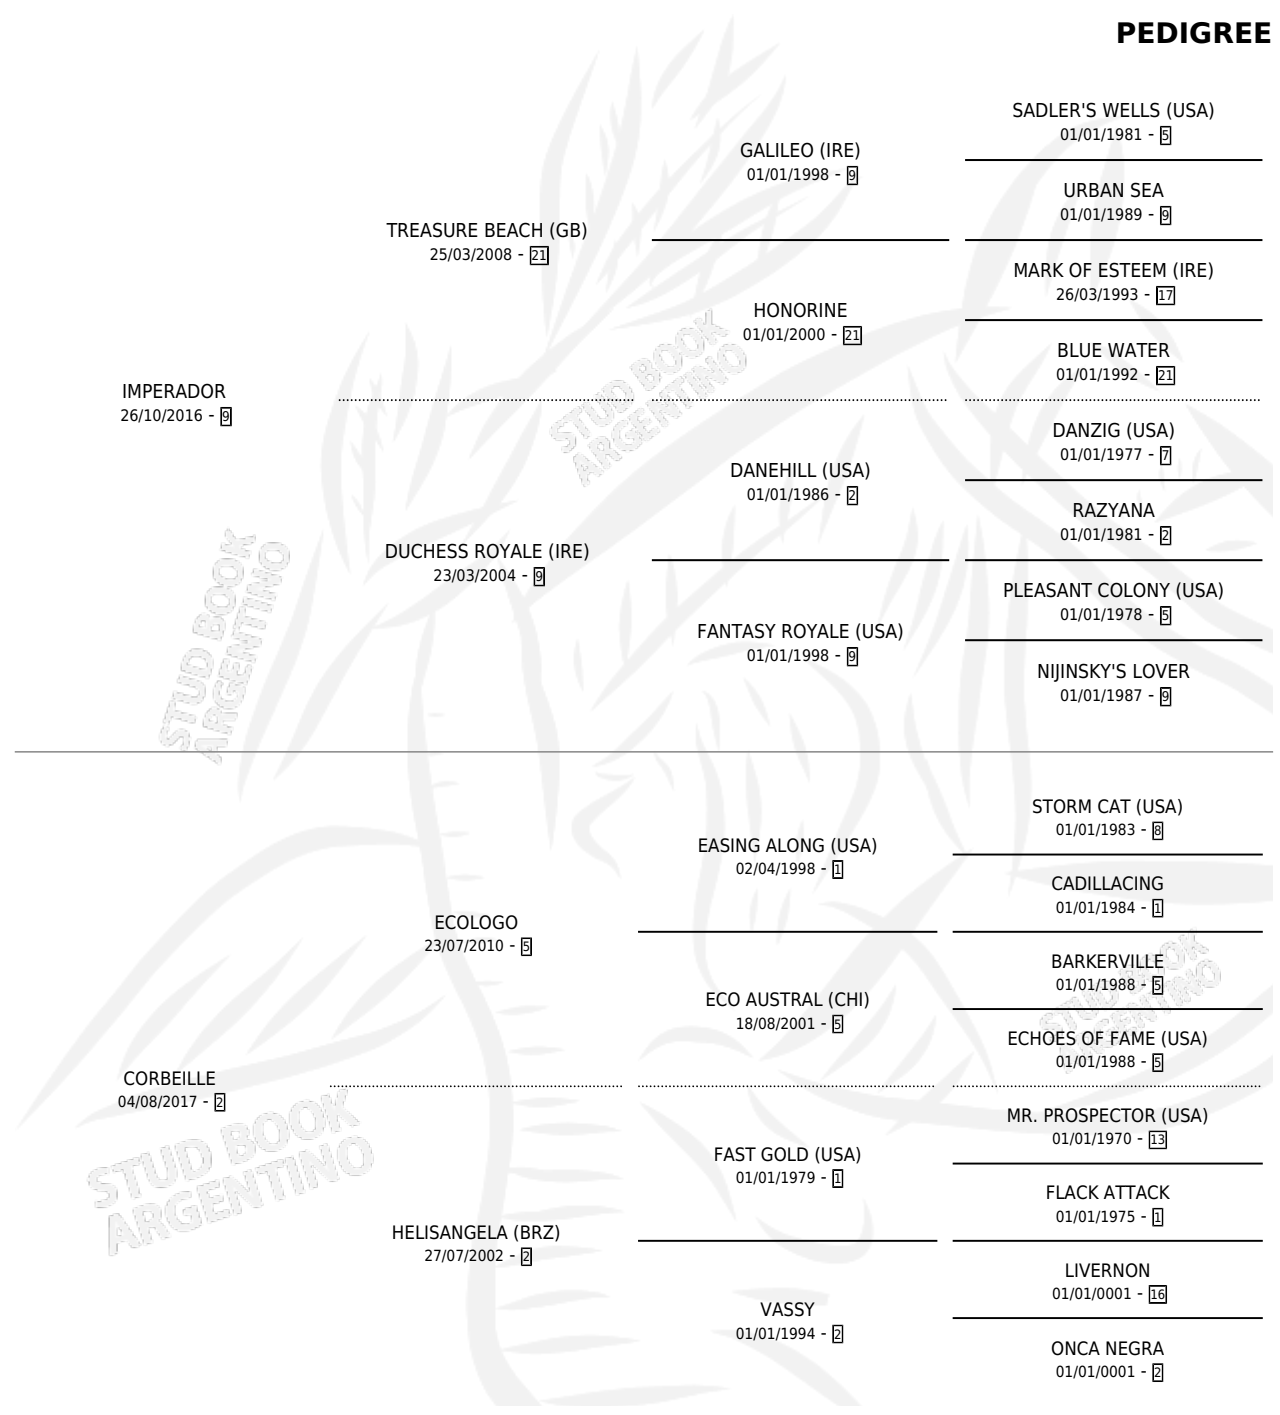 PEDIGREE
SADLER'S WELLS (USA)
01/01/1981 - 5
GALILEO (IRE)
01/01/1998 - 9
URBAN SEA
01/01/1989 - 9
TREASURE BEACH (GB)
25/03/2008 - 21
MARK OF ESTEEM (IRE)
26/03/1993 - 17
HONORINE
01/01/2000 - 21
BLUE WATER
01/01/1992 - 21
IMPERADOR
26/10/2016 - 9
DANZIG (USA)
01/01/1977 - 7
DANEHILL (USA)
01/01/1986 - 2
RAZYANA
01/01/1981 - 2
DUCHESS ROYALE (IRE)
23/03/2004 - 9
PLEASANT COLONY (USA)
01/01/1978 - 5
FANTASY ROYALE (USA)
01/01/1998 - 9
NIJINSKY'S LOVER
01/01/1987 - 9
STORM CAT (USA)
01/01/1983 - 8
EASING ALONG (USA)
02/04/1998 - 1
CADILLACING
01/01/1984 - 1
ECOLOGO
23/07/2010 - 5
BARKERVILLE
01/01/1988 - 5
ECO AUSTRAL (CHI)
18/08/2001 - 5
ECHOES OF FAME (USA)
01/01/1988 - 5
CORBEILLE
04/08/2017 - 2
MR. PROSPECTOR (USA)
01/01/1970 - 13
FAST GOLD (USA)
01/01/1979 - 1
FLACK ATTACK
01/01/1975 - 1
HELISANGELA (BRZ)
27/07/2002 - 2
LIVERNON
01/01/0001 - 16
VASSY
01/01/1994 - 2
ONCA NEGRA
01/01/0001 - 2
STUD BOOK
ARGENTINO
STUD BOOK
ARGENTINO
STUD BOOK
ARGENTINO
STUD BOOK
ARGENTINO